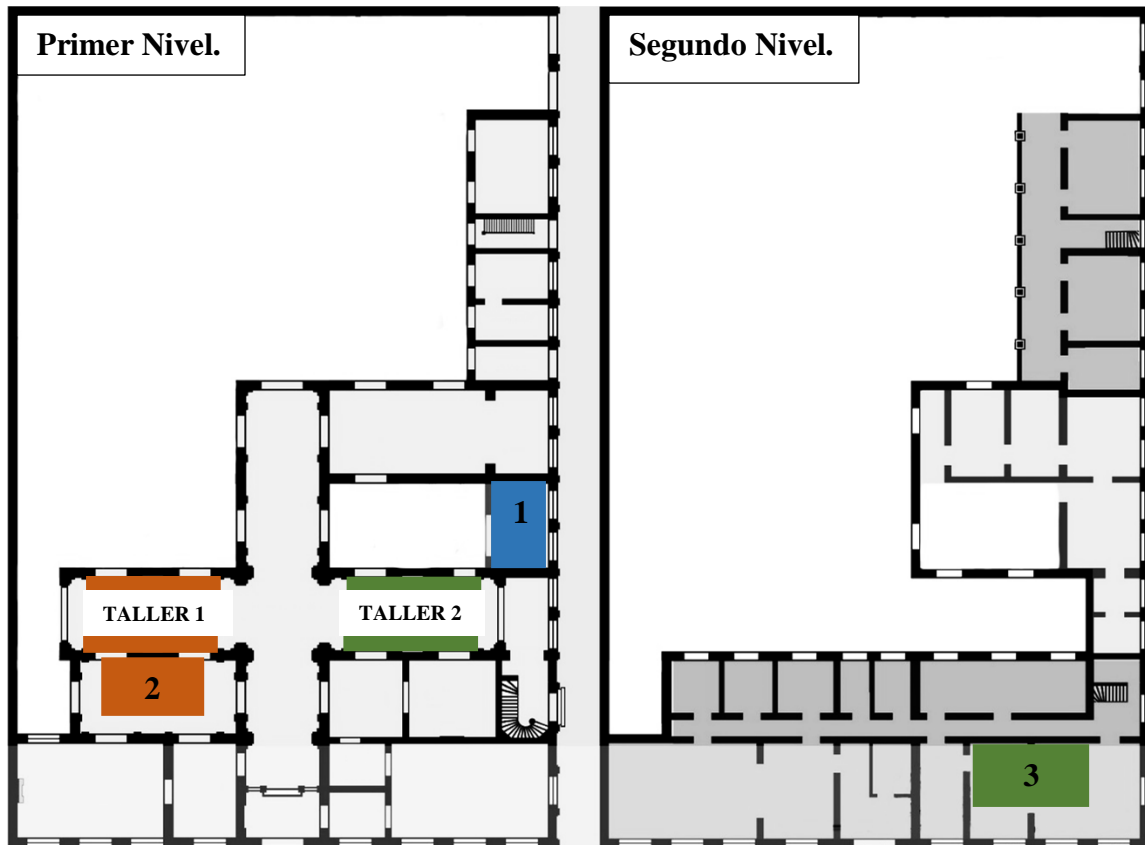 Primer Nivel.
Segundo Nivel.
1
TALLER 1
TALLER 2
2
3